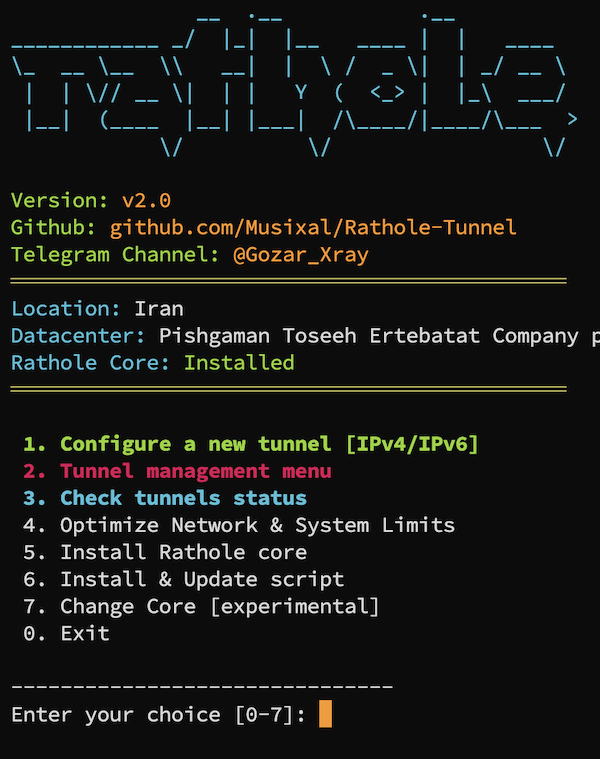 rathole
Version: v2.0
Github: github.com/Musixal/Rathole-Tunnel
Telegram Channel: @Gozar_Xray
Location: Iran
Datacenter: Pishgaman Toseeh Ertebatat Company p
Rathole Core: Installed
1. Configure a new tunnel [IPv4/IPv6]
2. Tunnel management menu
3. Check tunnels status
4. Optimize Network & System Limits
5. Install Rathole core
6. Install & Update script
7. Change Core [experimental]
0. Exit
-------------------------------
Enter your choice [0-7]: